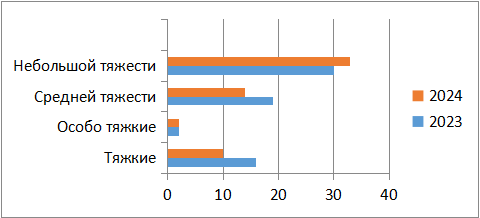 Небольшой тяжести
Средней тяжести
Особо тяжкие
Тяжкие
0 10 20 30 40
2024
2023